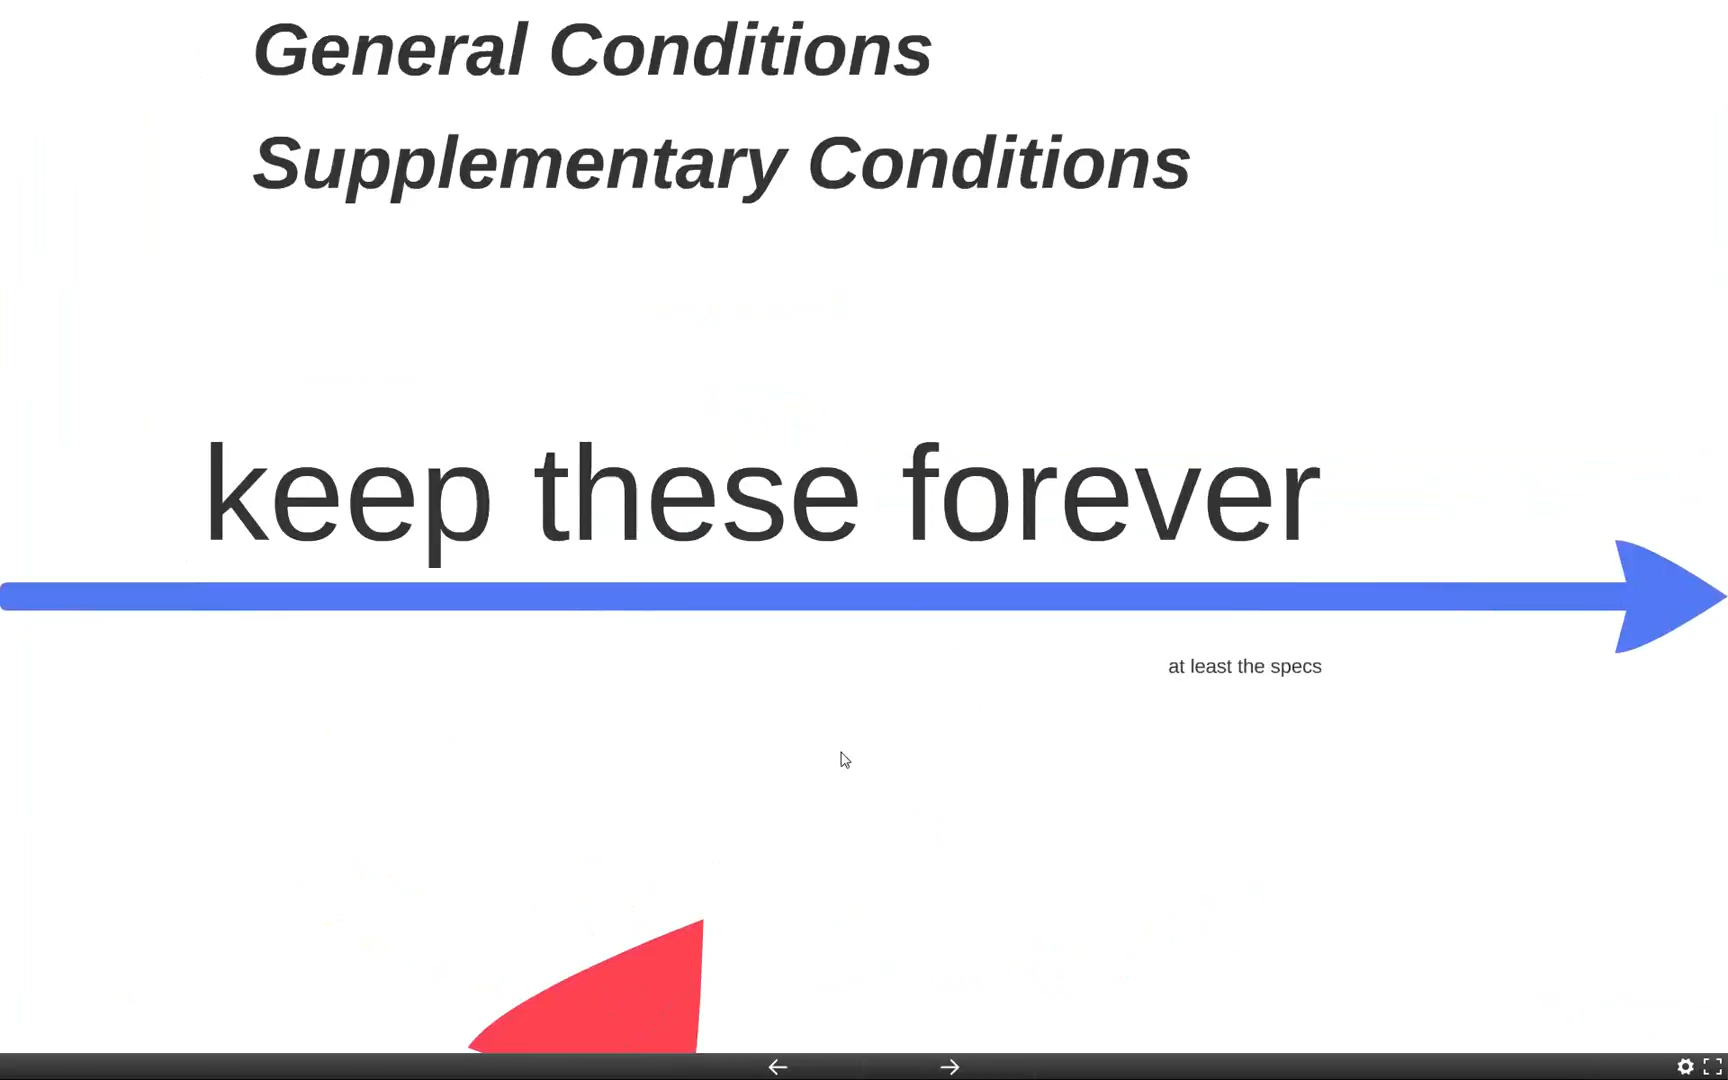 General Conditions
Supplementary Conditions
keep these forever
at least the specs